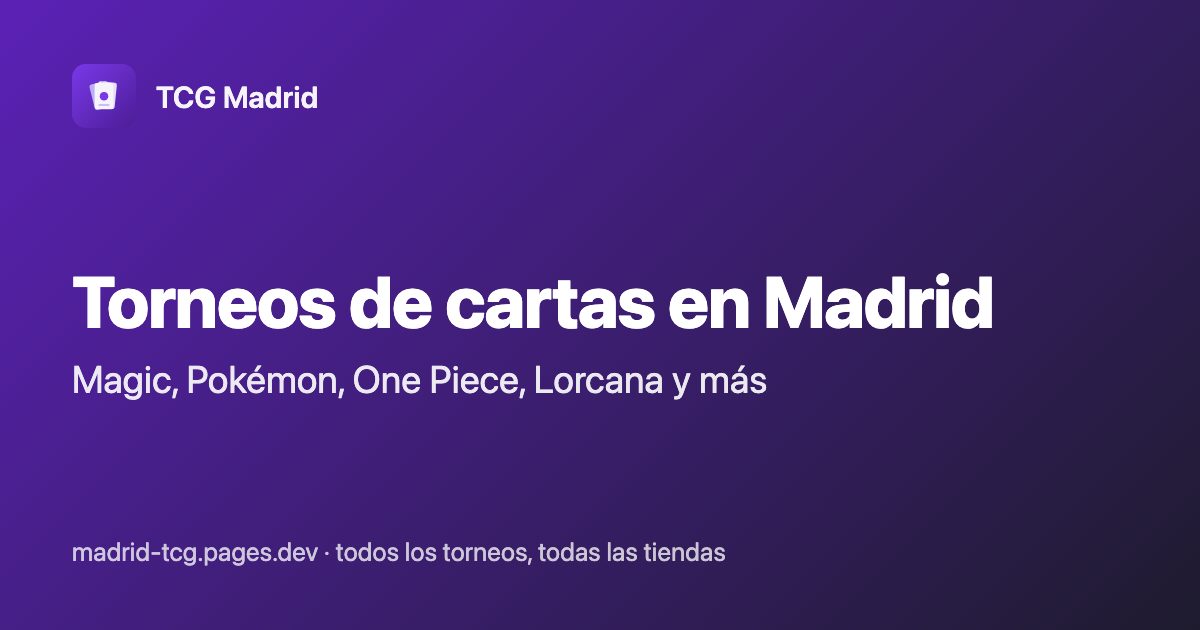 TCG Madrid
Torneos de cartas en Madrid
Magic, Pokémon, One Piece, Lorcana y más
madrid-tcg.pages.dev · todos los torneos, todas las tiendas